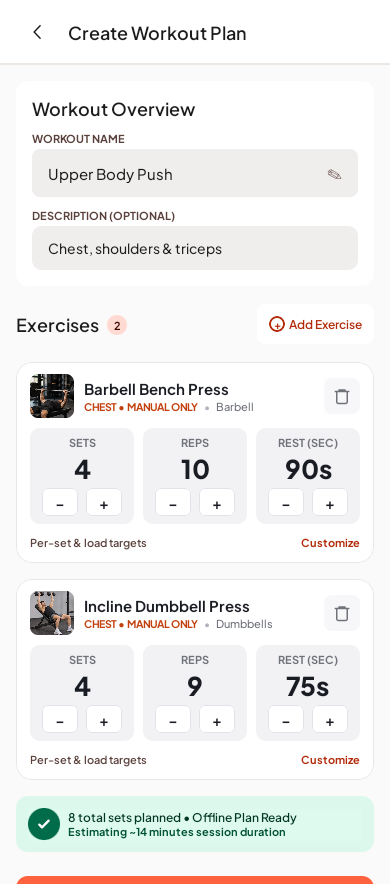 Create Workout Plan
Workout Overview
WORKOUT NAME
Upper Body Push
DESCRIPTION (OPTIONAL)
Chest, shoulders & triceps
Exercises 2
+ Add Exercise
Barbell Bench Press
CHEST • MANUAL ONLY • Barbell
SETS REPS REST (SEC)
4 10 90s
– + – + – +
Per-set & load targets Customize
Incline Dumbbell Press
CHEST • MANUAL ONLY • Dumbbells
SETS REPS REST (SEC)
4 9 75s
– + – + – +
Per-set & load targets Customize
8 total sets planned • Offline Plan Ready
Estimating ~14 minutes session duration